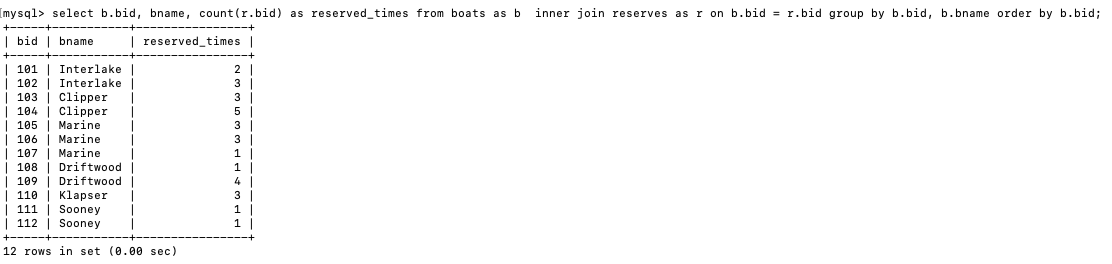 [mysql> select b.bid, bname, count(r.bid) as reserved_times from boats as b  inner join reserves as r on b.bid = r.bid group by b.bid, b.bname order by b.bid;
+-----+-----------+----------------+
| bid | bname     | reserved_times |
+-----+-----------+----------------+
| 101 | Interlake |              2 |
| 102 | Interlake |              3 |
| 103 | Clipper   |              3 |
| 104 | Clipper   |              5 |
| 105 | Marine    |              3 |
| 106 | Marine    |              3 |
| 107 | Marine    |              1 |
| 108 | Driftwood |              1 |
| 109 | Driftwood |              4 |
| 110 | Klapser   |              3 |
| 111 | Sooney    |              1 |
| 112 | Sooney    |              1 |
+-----+-----------+----------------+
12 rows in set (0.00 sec)